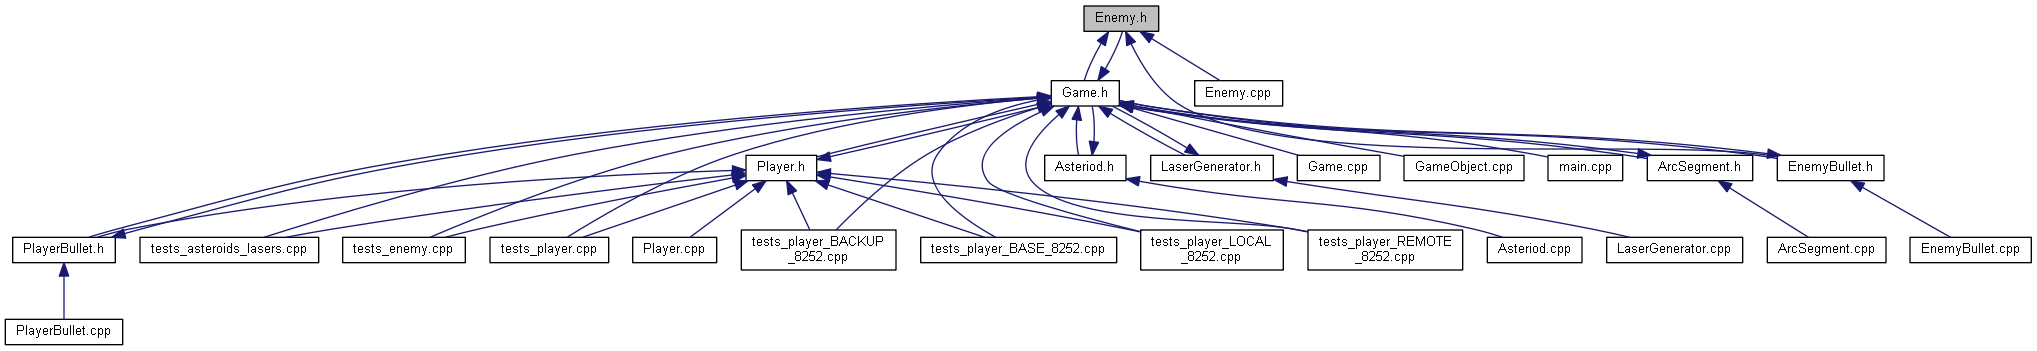 Enemy.h
Game.h
Enemy.cpp
Player.h
Asteriod.h
LaserGenerator.h
Game.cpp
GameObject.cpp
main.cpp
ArcSegment.h
EnemyBullet.h
PlayerBullet.h
tests_asteroids_lasers.cpp
tests_enemy.cpp
tests_player.cpp
Player.cpp
tests_player_BACKUP
_8252.cpp
tests_player_BASE_8252.cpp
tests_player_LOCAL
_8252.cpp
tests_player_REMOTE
_8252.cpp
Asteriod.cpp
LaserGenerator.cpp
ArcSegment.cpp
EnemyBullet.cpp
PlayerBullet.cpp